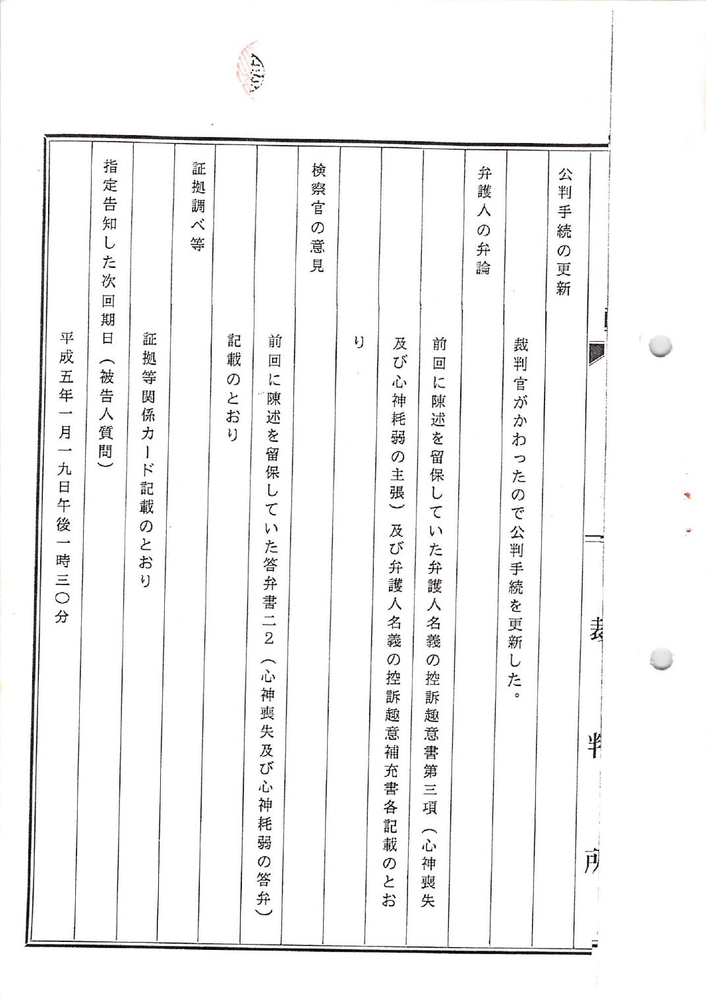 公判手続の更新
裁判官がかわったので公判手続を更新した。
弁護人の弁論
前回に陳述を留保していた弁護人名義の控訴趣意書第三項（心神喪失
及び心神耗弱の主張）及び弁護人名義の控訴趣意補充書各記載のとお
り
検察官の意見
前回に陳述を留保していた答弁書二２（心神喪失及び心神耗弱の答弁）
記載のとおり
証拠調べ等
証拠等関係カード記載のとおり
指定告知した次回期日（被告人質問）
平成五年一月一九日午後一時三〇分